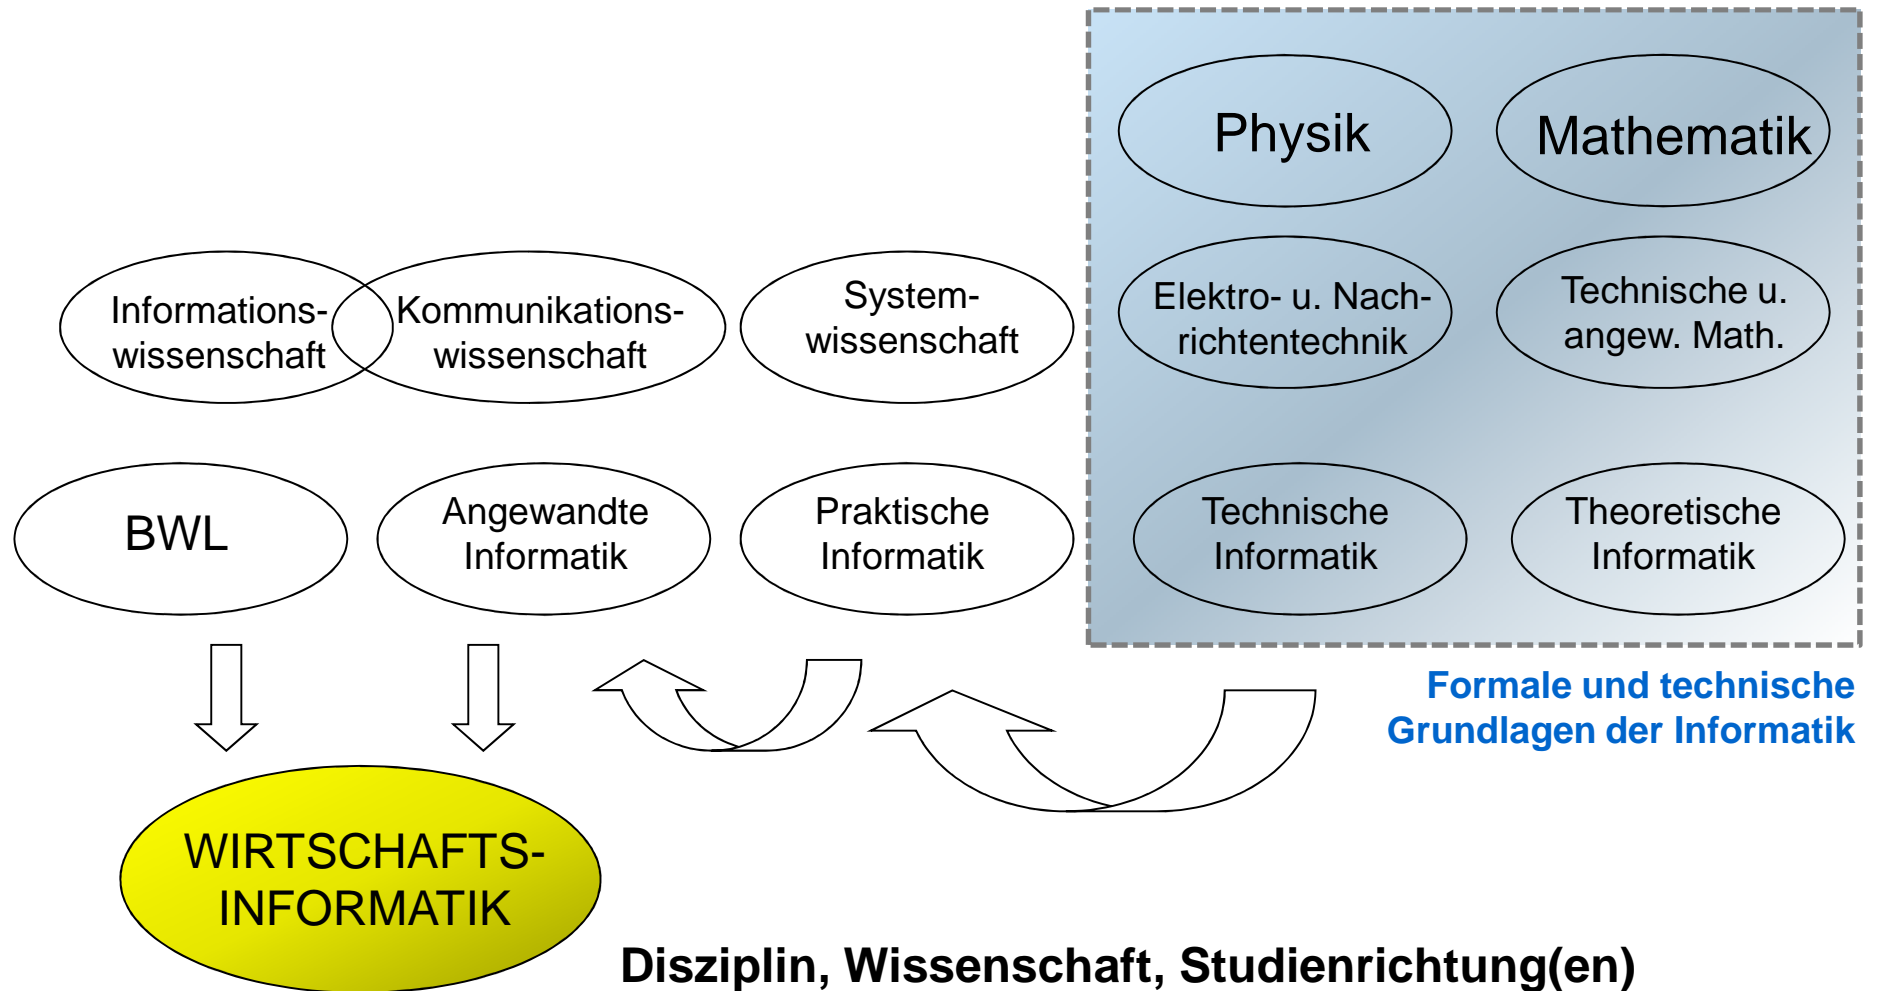 Physik
Mathematik
Informations-
wissenschaft
Kommunikations-
wissenschaft
System-
wissenschaft
Elektro- u. Nach-
richtentechnik
Technische u.
angew. Math.
BWL
Angewandte
Informatik
Praktische
Informatik
Technische
Informatik
Theoretische
Informatik
Formale und technische
Grundlagen der Informatik
WIRTSCHAFTS-
INFORMATIK
Disziplin, Wissenschaft, Studienrichtung(en)